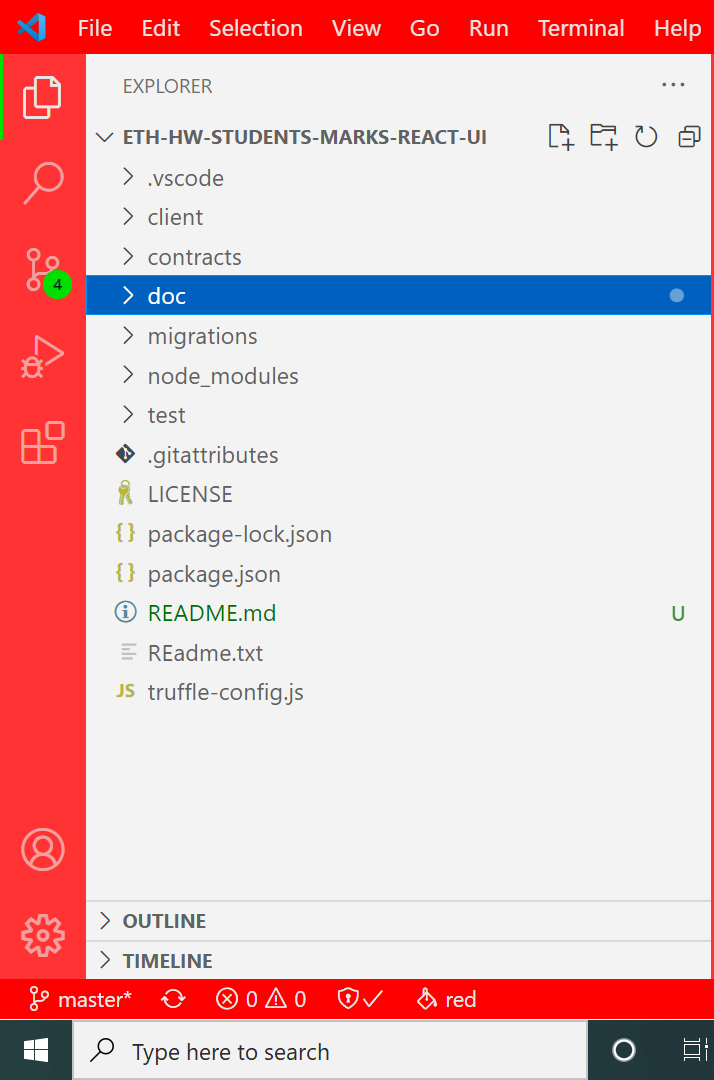 File Edit Selection View Go Run Terminal Help
EXPLORER
ETH-HW-STUDENTS-MARKS-REACT-UI
.vscode
client
contracts
4
doc
migrations
node_modules
test
.gitattributes
LICENSE
{} package-lock.json
{} package.json
README.md U
REadme.txt
JS truffle-config.js
OUTLINE
TIMELINE
master* 0 0 red
Type here to search